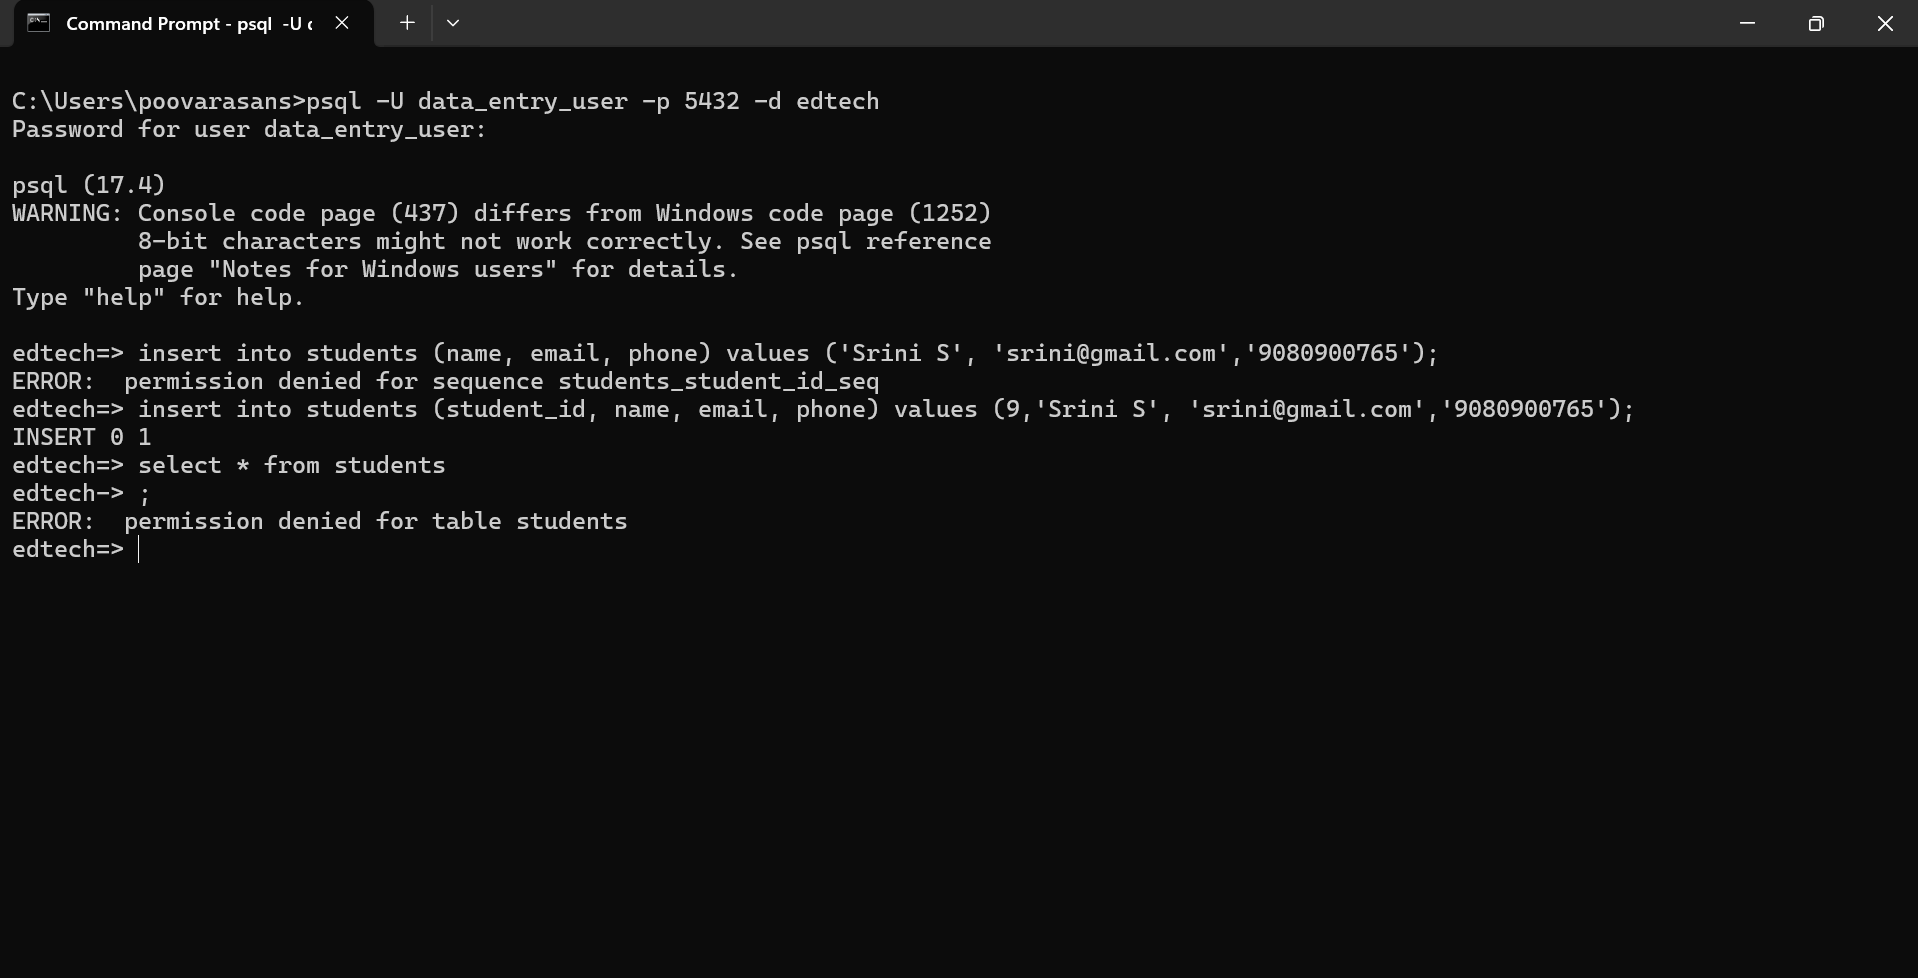 Command Prompt - psql -U
C:\Users\poovarasans>psql -U data_entry_user -p 5432 -d edtech
Password for user data_entry_user:
psql (17.4)
WARNING: Console code page (437) differs from Windows code page (1252)
         8-bit characters might not work correctly. See psql reference
         page "Notes for Windows users" for details.
Type "help" for help.
edtech=> insert into students (name, email, phone) values ('Srini S', 'srini@gmail.com','9080900765');
ERROR:  permission denied for sequence students_student_id_seq
edtech=> insert into students (student_id, name, email, phone) values (9,'Srini S', 'srini@gmail.com','9080900765');
INSERT 0 1
edtech=> select * from students
edtech-> ;
ERROR:  permission denied for table students
edtech=>